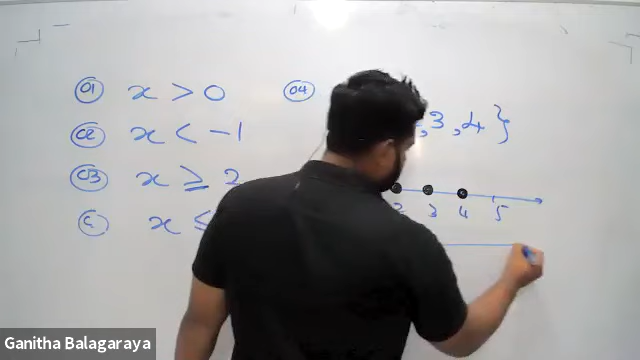 01 x > 0
02 x < -1
03 x ≥ 2
x ≤
04
, 3 , 4 }
2 3 4 5
Ganitha Balagaraya